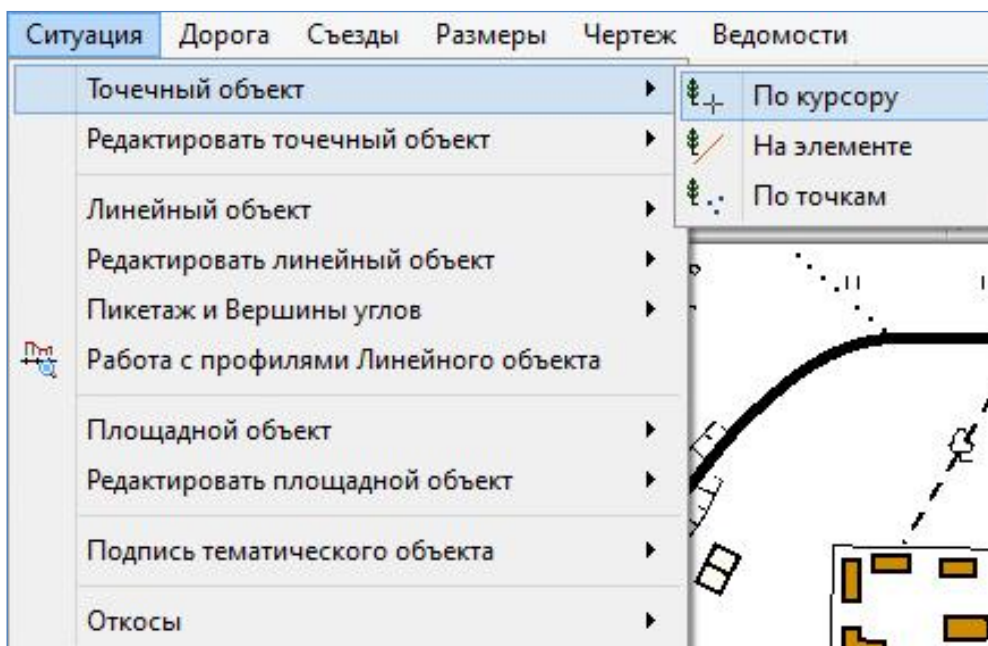 Ситуация Дорога Съезды Размеры Чертеж Ведомости
Точечный объект
Редактировать точечный объект
Линейный объект
Редактировать линейный объект
Пикетаж и Вершины углов
Работа с профилями Линейного объекта
Площадной объект
Редактировать площадной объект
Подпись тематического объекта
Откосы
По курсору
На элементе
По точкам